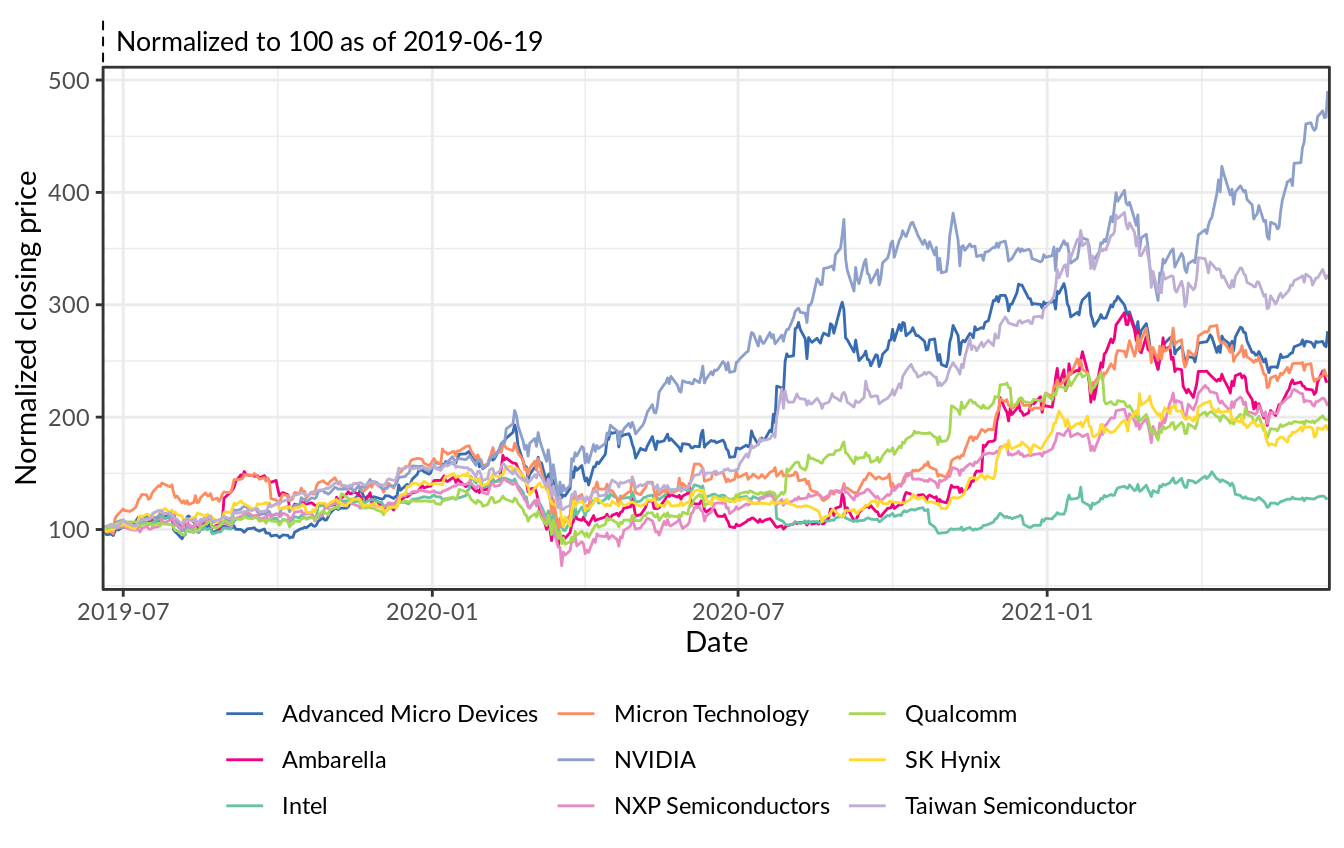 Normalized to 100 as of 2019-06-19
500
400
300
200
100
Normalized closing price
2019-07 2020-01 2020-07 2021-01
Date
Advanced Micro Devices Micron Technology Qualcomm
Ambarella NVIDIA SK Hynix
Intel NXP Semiconductors Taiwan Semiconductor